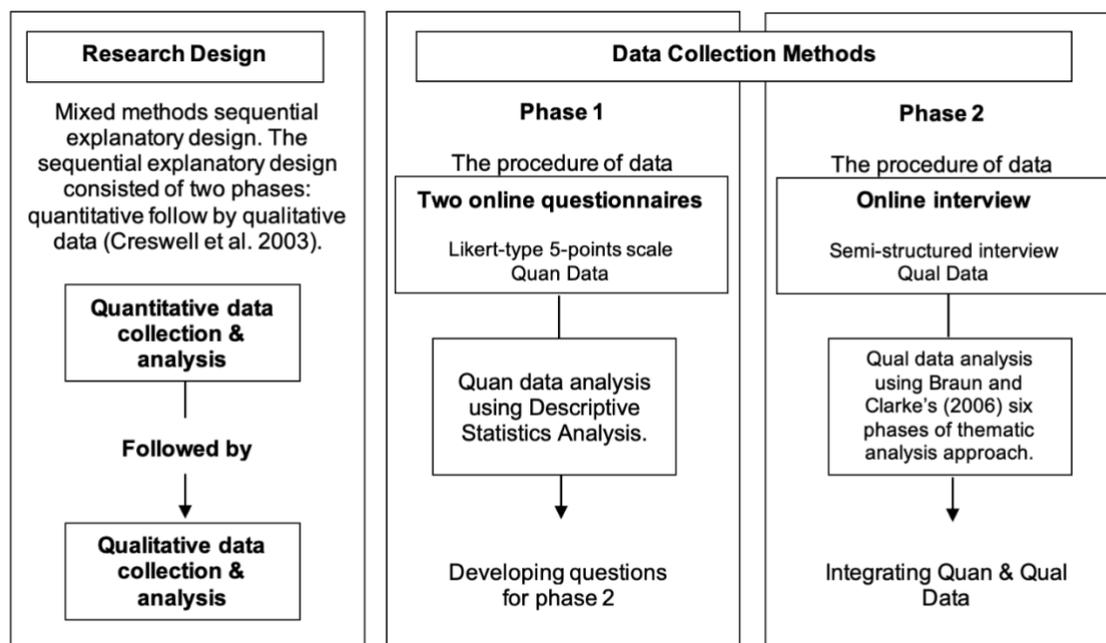 Research Design
Mixed methods sequential
explanatory design. The
sequential explanatory design
consisted of two phases:
quantitative follow by qualitative
data (Creswell et al. 2003).
Quantitative data
collection &
analysis
Followed by
Qualitative data
collection &
analysis
Data Collection Methods
Phase 1
The procedure of data
Two online questionnaires
Likert-type 5-points scale
Quan Data
Quan data analysis
using Descriptive
Statistics Analysis.
Developing questions
for phase 2
Phase 2
The procedure of data
Online interview
Semi-structured interview
Qual Data
Qual data analysis
using Braun and
Clarke’s (2006) six
phases of thematic
analysis approach.
Integrating Quan & Qual
Data